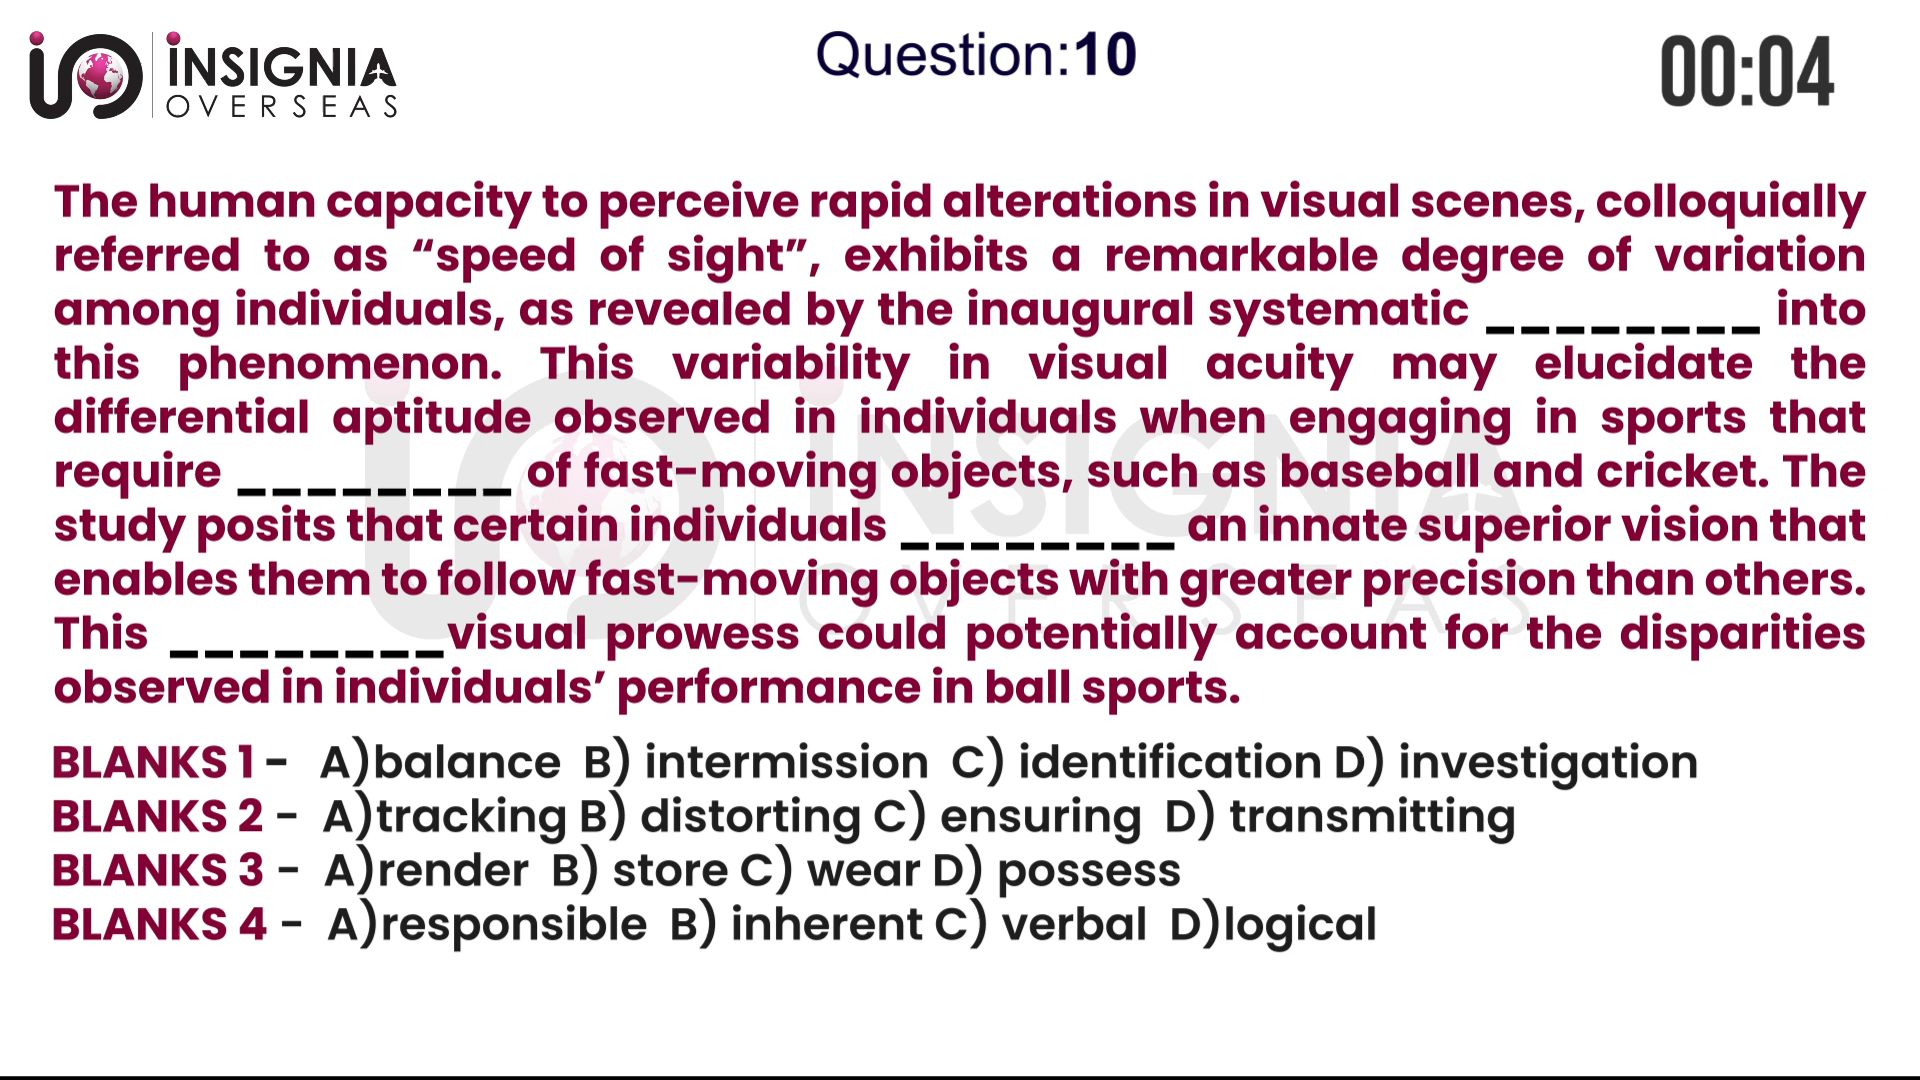 INSIGNIA
OVERSEAS
Question:10
00:04
The human capacity to perceive rapid alterations in visual scenes, colloquially
referred to as “speed of sight”, exhibits a remarkable degree of variation
among individuals, as revealed by the inaugural systematic ________ into
this phenomenon. This variability in visual acuity may elucidate the
differential aptitude observed in individuals when engaging in sports that
require ________ of fast-moving objects, such as baseball and cricket. The
study posits that certain individuals ________ an innate superior vision that
enables them to follow fast-moving objects with greater precision than others.
This ________visual prowess could potentially account for the disparities
observed in individuals’ performance in ball sports.
BLANKS 1 - A)balance B) intermission C) identification D) investigation
BLANKS 2 - A)tracking B) distorting C) ensuring D) transmitting
BLANKS 3 - A)render B) store C) wear D) possess
BLANKS 4 - A)responsible B) inherent C) verbal D)logical